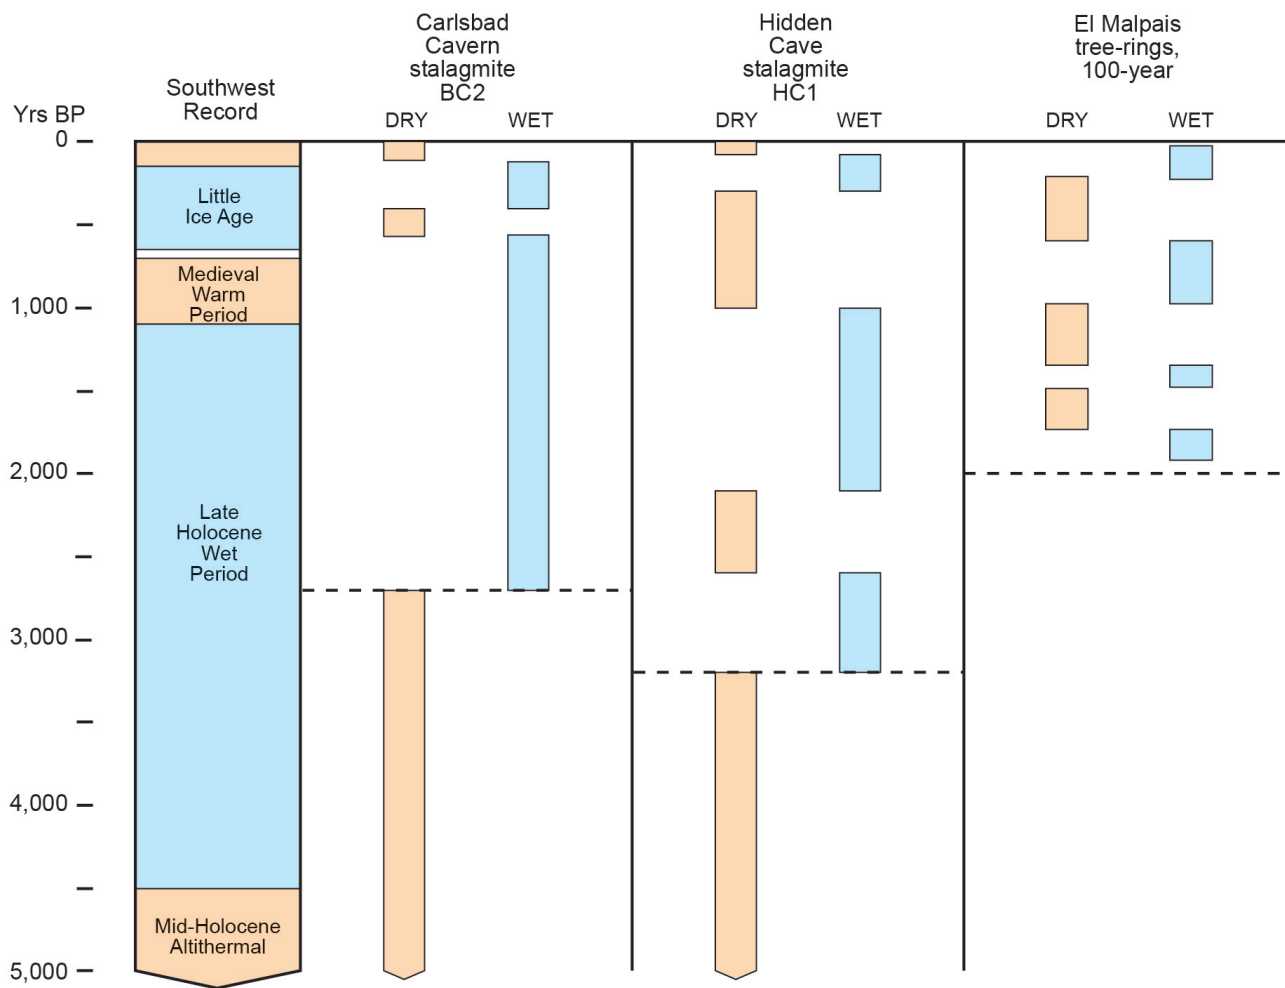 Carlsbad
Cavern
stalagmite
BC2
Hidden
Cave
stalagmite
HC1
El Malpais
tree-rings,
100-year
Southwest
Record
Yrs BP
DRY
WET
DRY
WET
DRY
WET
0
Little
Ice Age
Medieval
Warm
Period
1,000
2,000
Late
Holocene
Wet
Period
3,000
4,000
Mid-Holocene
Altithermal
5,000